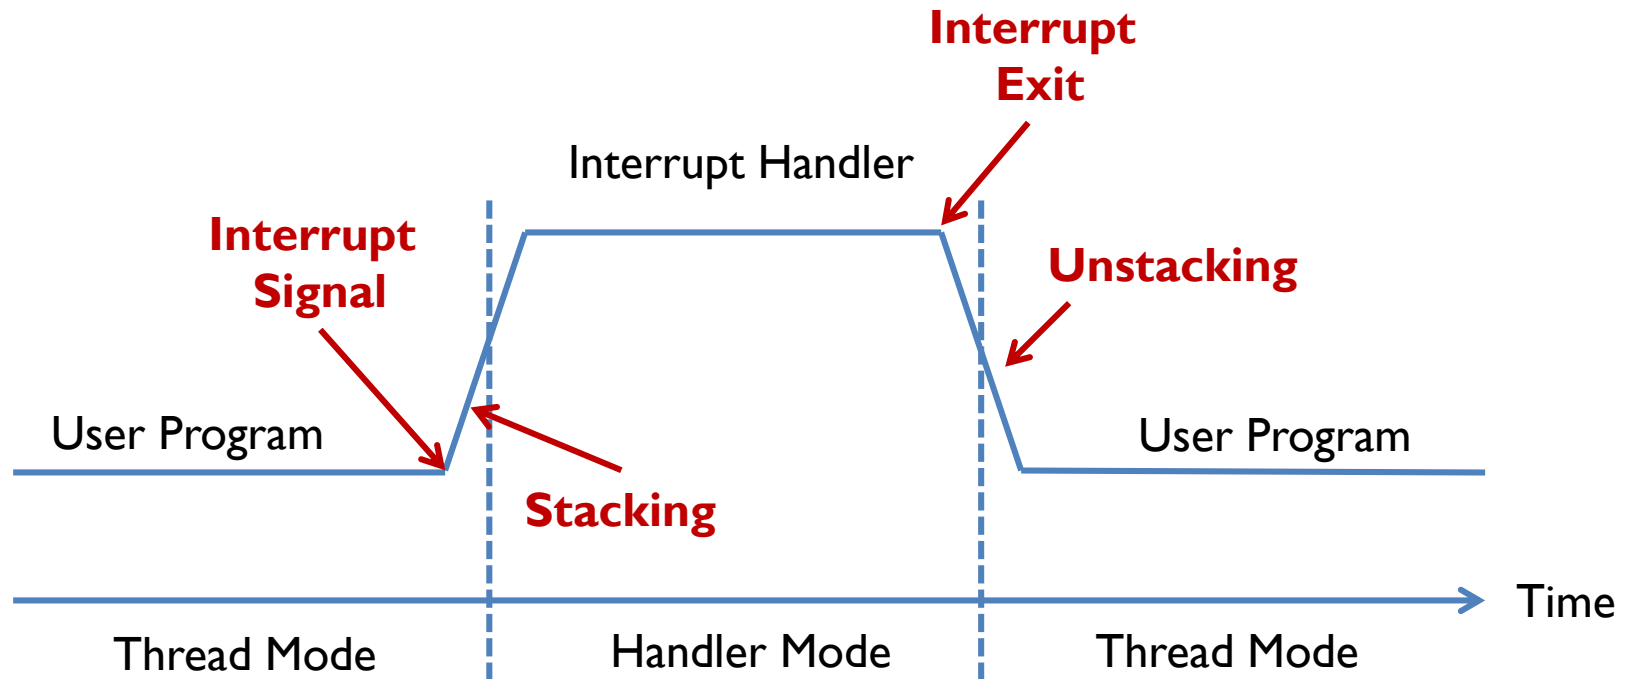 Interrupt
Exit
Interrupt Handler
Interrupt
Signal
Unstacking
User Program
User Program
Stacking
Time
Thread Mode
Handler Mode
Thread Mode